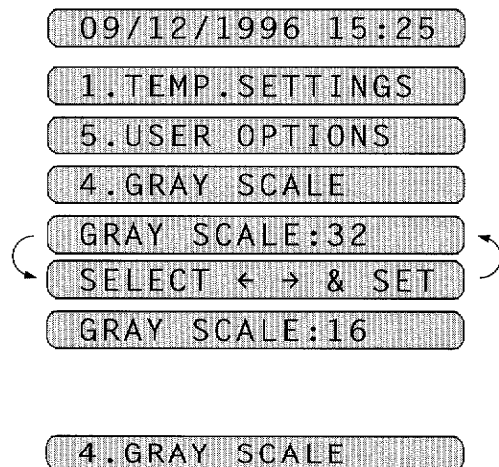 09/12/1996 15:25
1.TEMP.SETTINGS
5.USER OPTIONS
4.GRAY SCALE
GRAY SCALE:32
SELECT ← → & SET
GRAY SCALE:16
4.GRAY SCALE